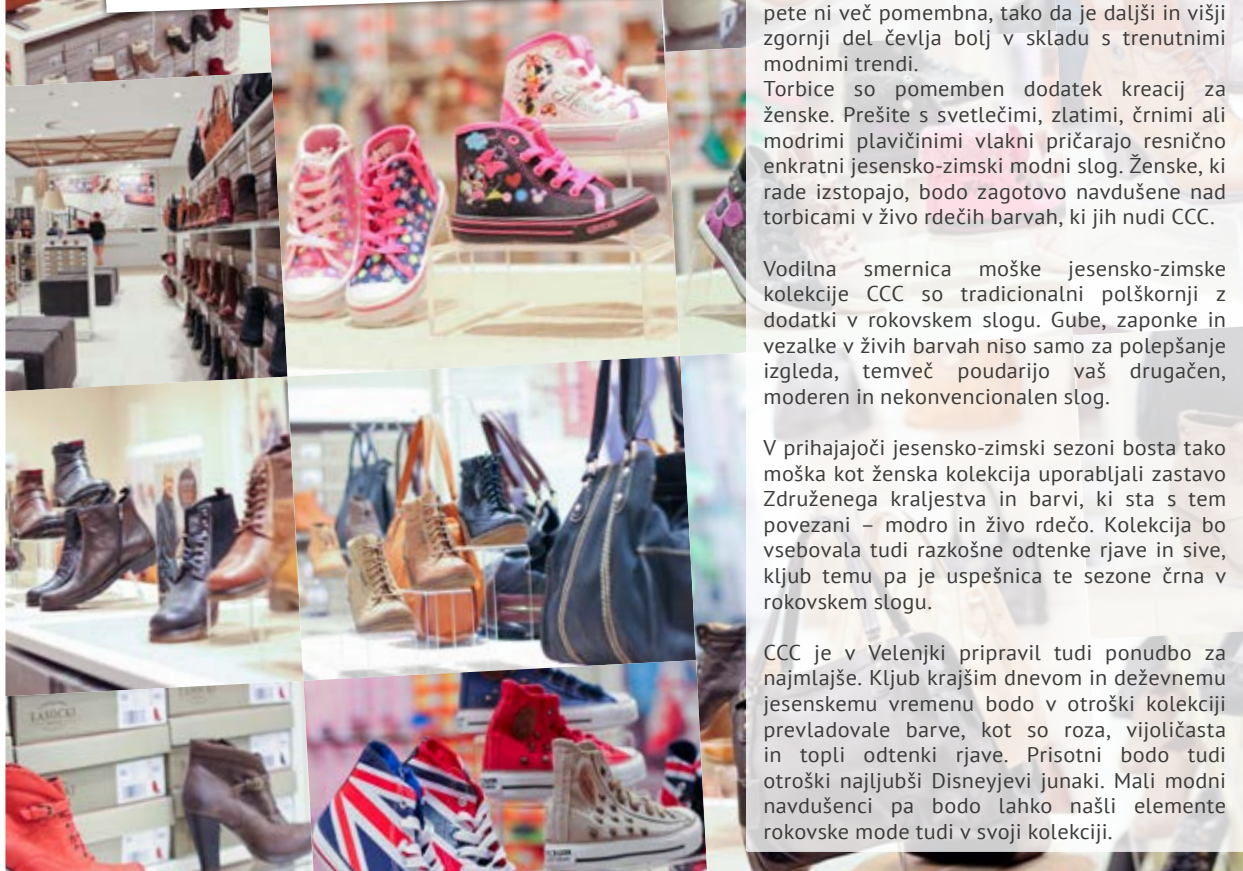 pete ni več pomembna, tako da je daljši in višji
zgornji del čevlja bolj v skladu s trenutnimi
modnimi trendi.
Torbice so pomemben dodatek kreacij za
ženske. Prešite s svetlečimi, zlatimi, črnimi ali
modrimi plavičinimi vlakni pričarajo resnično
enkratni jesensko-zimski modni slog. Ženske, ki
rade izstopajo, bodo zagotovo navdušene nad
torbicami v živo rdečih barvah, ki jih nudi CCC.
Vodilna smernica moške jesensko-zimske
kolekcije CCC so tradicionalni polškornji z
dodatki v rokovskem slogu. Gube, zaponke in
vezalke v živih barvah niso samo za polepšanje
izgleda, temveč poudarijo vaš drugačen,
moderen in nekonvencionalen slog.
V prihajajoči jesensko-zimski sezoni bosta tako
moška kot ženska kolekcija uporabljali zastavo
Združenega kraljestva in barvi, ki sta s tem
povezani – modro in živo rdečo. Kolekcija bo
vsebovala tudi razkošne odtenke rjave in sive,
kljub temu pa je uspešnica te sezone črna v
rokovskem slogu.
CCC je v Velenjki pripravil tudi ponudbo za
najmlajše. Kljub krajšim dnevom in deževnemu
jesenskemu vremenu bodo v otroški kolekciji
prevladovale barve, kot so roza, vijoličasta
in topli odtenki rjave. Prisotni bodo tudi
otroški najljubši Disneyjevi junaki. Mali modni
navdušenci pa bodo lahko našli elemente
rokovske mode tudi v svoji kolekciji.
LASOCKI